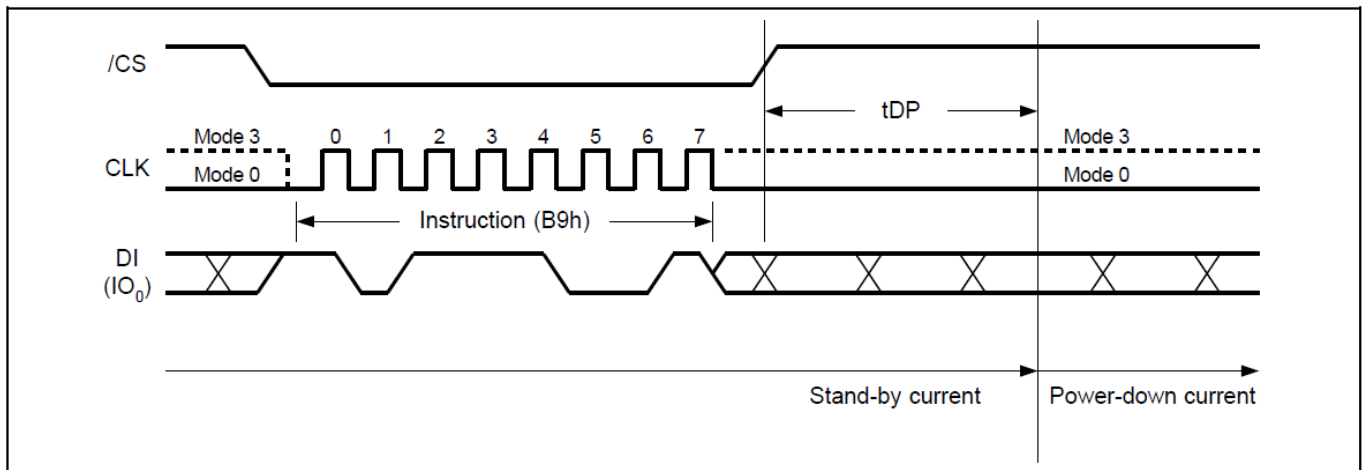 /CS
tDP
Mode 3 0 1 2 3 4 5 6 7 Mode 3
CLK
Mode 0 Mode 0
Instruction (B9h)
DI
(IO₀)
Stand-by current Power-down current